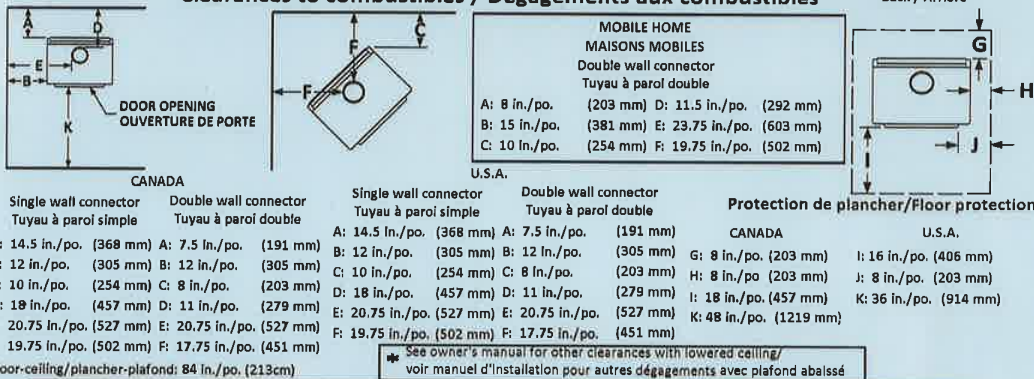 Clearances to combustibles / Dégagements aux combustibles
A
D
E
B
K
DOOR OPENING
OUVERTURE DE PORTE
F
C
F
MOBILE HOME
MAISONS MOBILES
Double wall connector
Tuyau à paroi double
A: 8 in./po. (203 mm) D: 11.5 in./po. (292 mm)
B: 15 in./po. (381 mm) E: 23.75 in./po. (603 mm)
C: 10 in./po. (254 mm) F: 19.75 in./po. (502 mm)
G
H
I
J
CANADA
Single wall connector Double wall connector
Tuyau à paroi simple Tuyau à paroi double
: 14.5 in./po. (368 mm) A: 7.5 in./po. (191 mm)
: 12 in./po. (305 mm) B: 12 in./po. (305 mm)
: 10 in./po. (254 mm) C: 8 in./po. (203 mm)
: 18 in./po. (457 mm) D: 11 in./po. (279 mm)
20.75 in./po. (527 mm) E: 20.75 in./po. (527 mm)
19.75 in./po. (502 mm) F: 17.75 in./po. (451 mm)
oor-ceiling/plancher-plafond: 84 in./po. (213cm)
U.S.A.
Single wall connector Double wall connector
Tuyau à paroi simple Tuyau à paroi double
A: 14.5 in./po. (368 mm) A: 7.5 in./po. (191 mm)
B: 12 in./po. (305 mm) B: 12 in./po. (305 mm)
C: 10 in./po. (254 mm) C: 8 in./po. (203 mm)
D: 18 in./po. (457 mm) D: 11 in./po. (279 mm)
E: 20.75 in./po. (527 mm) E: 20.75 in./po. (527 mm)
F: 19.75 in./po. (502 mm) F: 17.75 in./po. (451 mm)
* See owner's manual for other clearances with lowered ceiling/
voir manuel d'installation pour autres dégagements avec plafond abaissé
Protection de plancher/Floor protection
CANADA
G: 8 in./po. (203 mm)
H: 8 in./po (203 mm)
I: 18 in./po. (457 mm)
K: 48 in./po. (1219 mm)
U.S.A.
I: 16 in./po. (406 mm)
J: 8 in./po. (203 mm)
K: 36 in./po. (914 mm)